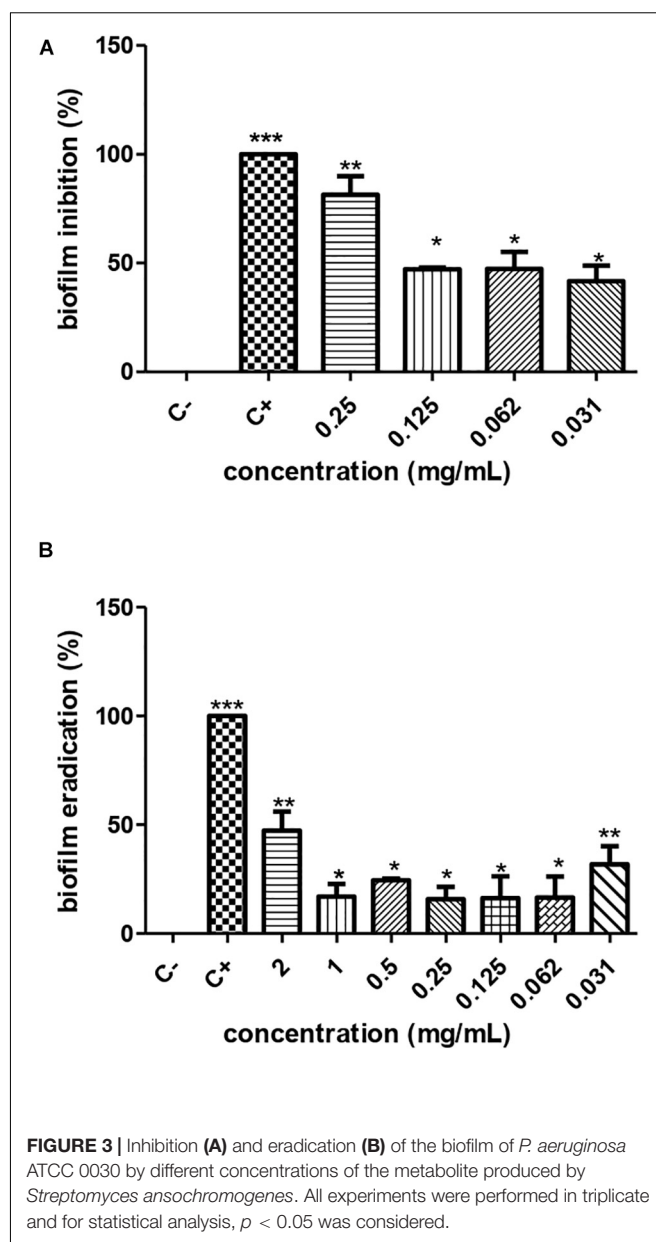 A
150
100
50
0
biofilm inibition (%)
***
**
*
*
*
C-
C+
0.25
0.125
0.062
0.031
concentration (mg/mL)
B
150
100
50
0
biofilm eradication (%)
***
**
*
*
*
*
*
**
C-
C+
2
1
0.5
0.25
0.125
0.062
0.031
concentration (mg/mL)
FIGURE 3 | Inhibition (A) and eradication (B) of the biofilm of P. aeruginosa
ATCC 0030 by different concentrations of the metabolite produced by
Streptomyces ansochromogenes. All experiments were performed in triplicate
and for statistical analysis, p < 0.05 was considered.